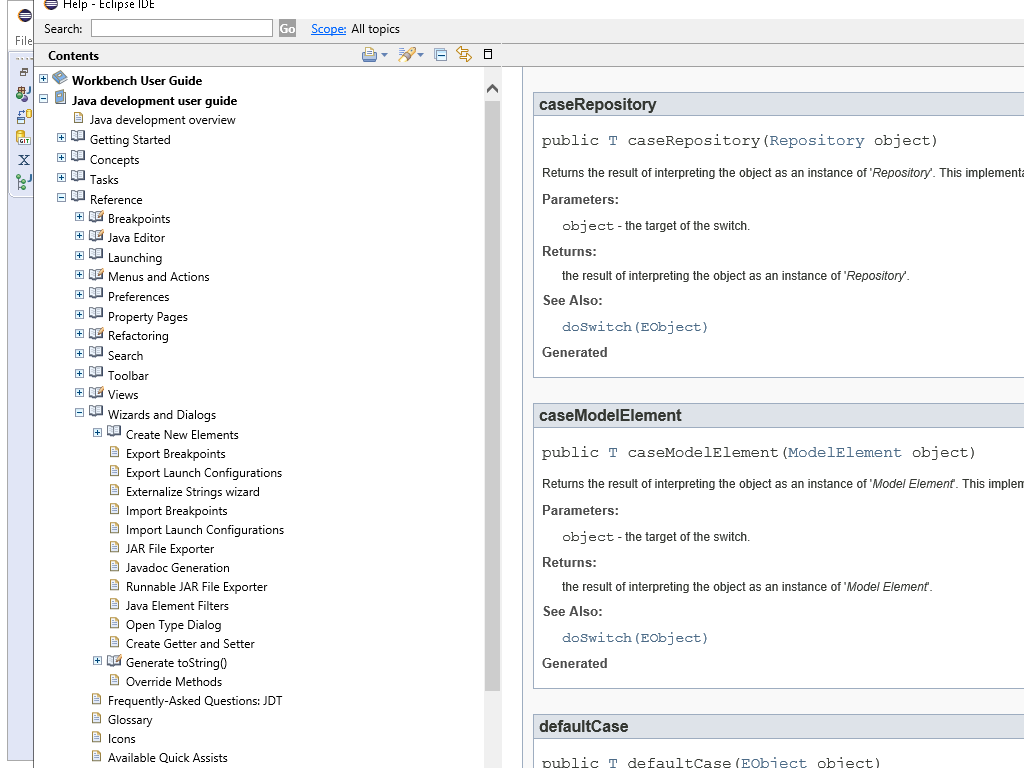 Help - Eclipse IDE
File
Search:
Go
Scope: All topics
Contents
Workbench User Guide
Java development user guide
Java development overview
Getting Started
Concepts
Tasks
Reference
Breakpoints
Java Editor
Launching
Menus and Actions
Preferences
Property Pages
Refactoring
Search
Toolbar
Views
Wizards and Dialogs
Create New Elements
Export Breakpoints
Export Launch Configurations
Externalize Strings wizard
Import Breakpoints
Import Launch Configurations
JAR File Exporter
Javadoc Generation
Runnable JAR File Exporter
Java Element Filters
Open Type Dialog
Create Getter and Setter
Generate toString()
Override Methods
Frequently-Asked Questions: JDT
Glossary
Icons
Available Quick Assists
GIT
X
caseRepository
public T caseRepository(Repository object)
Returns the result of interpreting the object as an instance of 'Repository'. This
Parameters:
object - the target of the switch.
Returns:
the result of interpreting the object as an instance of 'Repository'.
See Also:
doSwitch(EObject)
Generated
caseModelElement
public T caseModelElement(ModelElement object)
Returns the result of interpreting the object as an instance of 'Model Element'. This
Parameters:
object - the target of the switch.
Returns:
the result of interpreting the object as an instance of 'Model Element'.
See Also:
doSwitch(EObject)
Generated
defaultCase
public T defaultCase(EObject object)